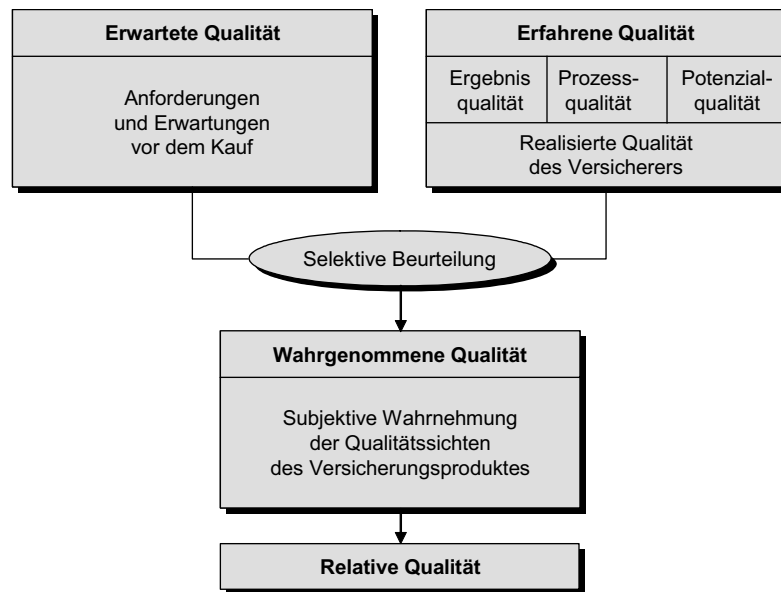 Erwartete Qualität
Anforderungen
und Erwartungen
vor dem Kauf
Erfahrene Qualität
Ergebnis
qualität
Prozess-
qualität
Potenzial-
qualität
Realisierte Qualität
des Versicherers
Selektive Beurteilung
Wahrgenommene Qualität
Subjektive Wahrnehmung
der Qualitätssichten
des Versicherungsproduktes
Relative Qualität